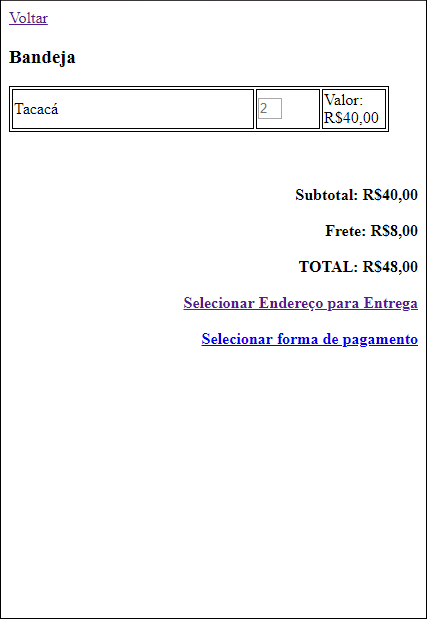 Voltar
Bandeja
Tacacá 2 Valor:
R$40,00
Subtotal: R$40,00
Frete: R$8,00
TOTAL: R$48,00
Selecionar Endereço para Entrega
Selecionar forma de pagamento